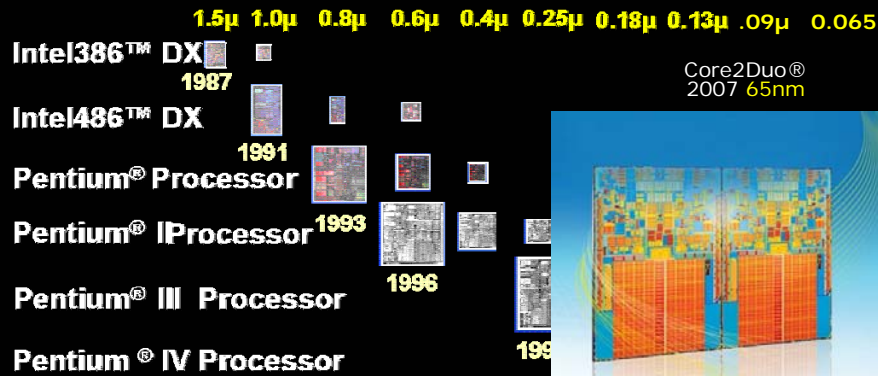 1.5μ 1.0μ 0.8μ 0.6μ 0.4μ 0.25μ 0.18μ 0.13μ .09μ 0.065
Intel386™ DX
1987
Core2Duo®
2007 65nm
Intel486™ DX
1991
Pentium® Processor
1993
Pentium® IIProcessor
1996
Pentium® III Processor
Pentium ® IV Processor